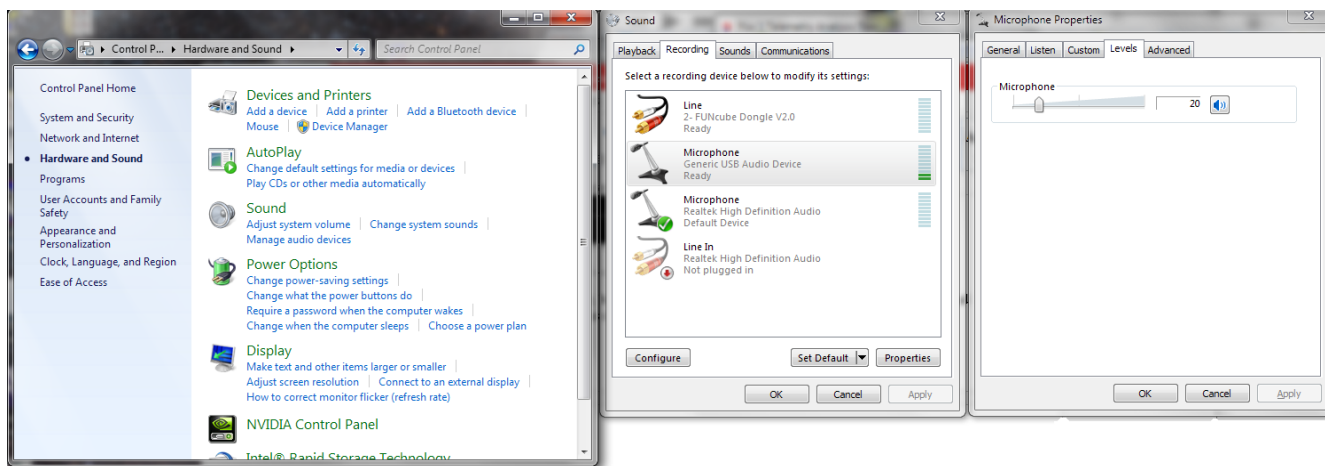 Control P...
Hardware and Sound
Search Control Panel
Control Panel Home
System and Security
Network and Internet
Hardware and Sound
Programs
User Accounts and Family
Safety
Appearance and
Personalization
Clock, Language, and Region
Ease of Access
Devices and Printers
Add a device
Add a printer
Add a Bluetooth device
Mouse
Device Manager
AutoPlay
Change default settings for media or devices
Play CDs or other media automatically
Sound
Adjust system volume
Change system sounds
Manage audio devices
Power Options
Change power-saving settings
Change what the power buttons do
Require a password when the computer wakes
Change when the computer sleeps
Choose a power plan
Display
Make text and other items larger or smaller
Adjust screen resolution
Connect to an external display
How to correct monitor flicker (refresh rate)
NVIDIA Control Panel
Intel® Rapid Storage Technology
Sound
Playback
Recording
Sounds
Communications
Select a recording device below to modify its settings:
Line
2- FUNcube Dongle V2.0
Ready
Microphone
Generic USB Audio Device
Ready
Microphone
Realtek High Definition Audio
Default Device
Line In
Realtek High Definition Audio
Not plugged in
Configure
Set Default
Properties
OK
Cancel
Apply
Microphone Properties
General
Listen
Custom
Levels
Advanced
Microphone
20
OK
Cancel
Apply